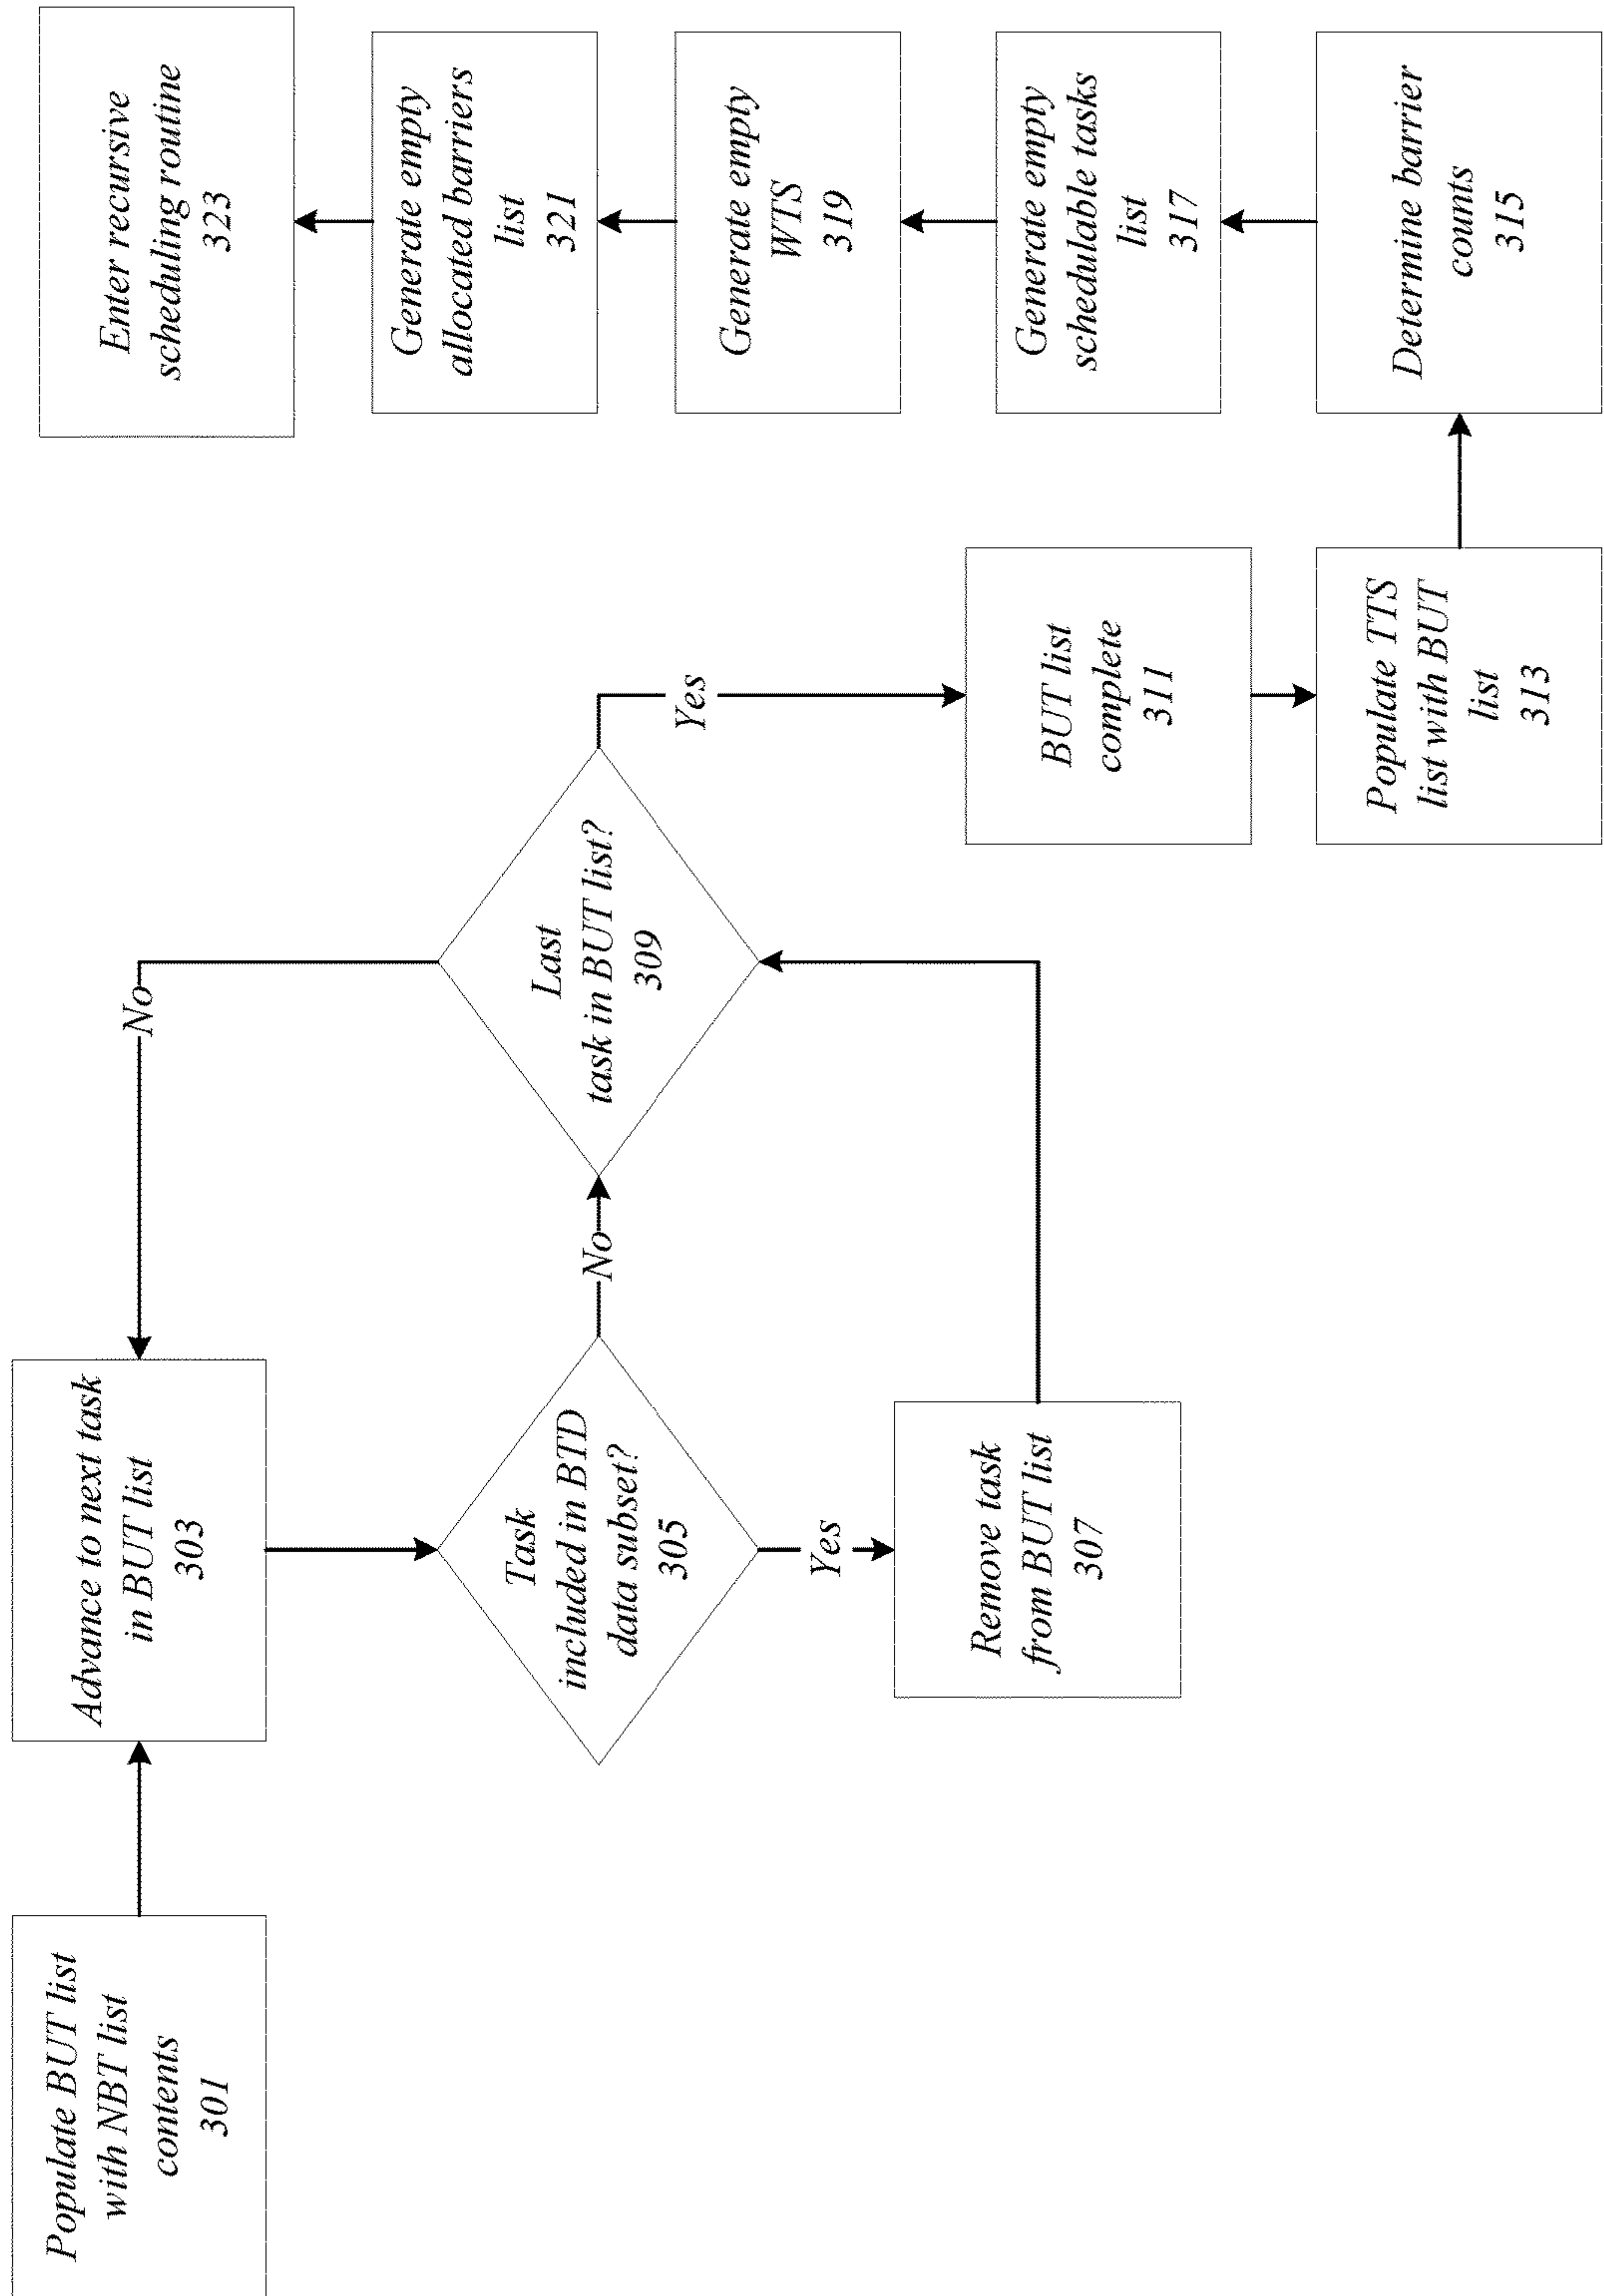 Populate BUT list
with NBT list
contents
301
Advance to next task
in BUT list
303
Task
included in BTD
data subset?
305
Yes
No
Remove task
from BUT list
307
Last
task in BUT list?
309
No
Yes
BUT list
complete
311
Populate TTS
list with BUT
list
313
Determine barrier
counts
315
Generate empty
schedulable tasks
list
317
Generate empty
WTS
319
Generate empty
allocated barriers
list
321
Enter recursive
scheduling routine
323